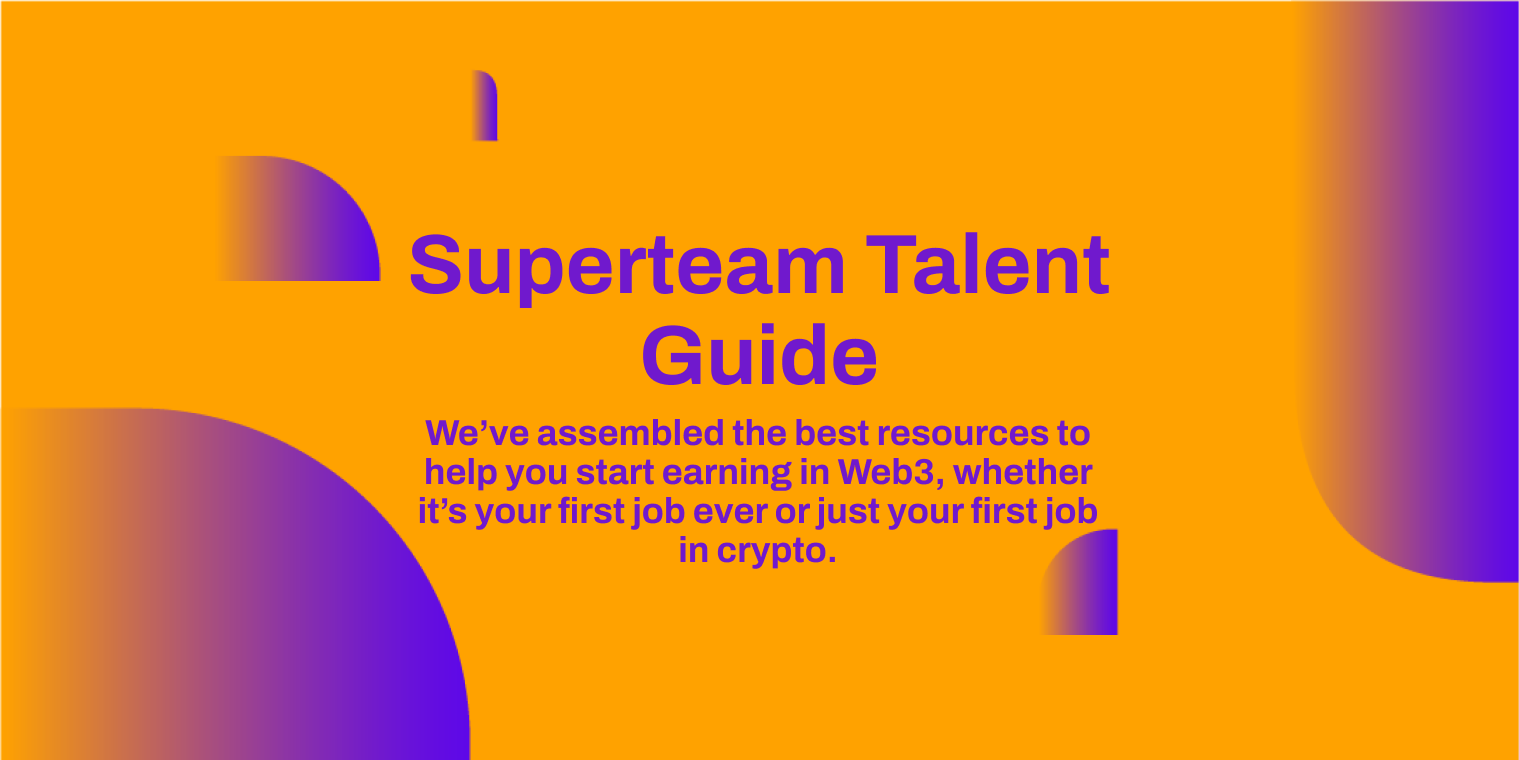 Superteam Talent
Guide
We’ve assembled the best resources to
help you start earning in Web3, whether
it’s your first job ever or just your first job
in crypto.